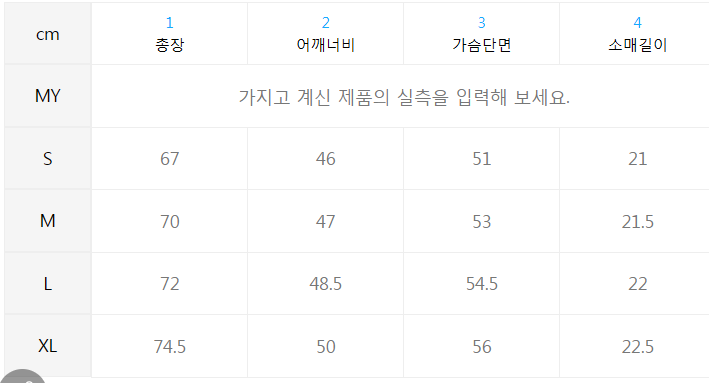 cm 1 2 3 4
총장 어깨너비 가슴단면 소매길이
MY 가지고 계신 제품의 실측을 입력해 보세요.
S 67 46 51 21
M 70 47 53 21.5
L 72 48.5 54.5 22
XL 74.5 50 56 22.5